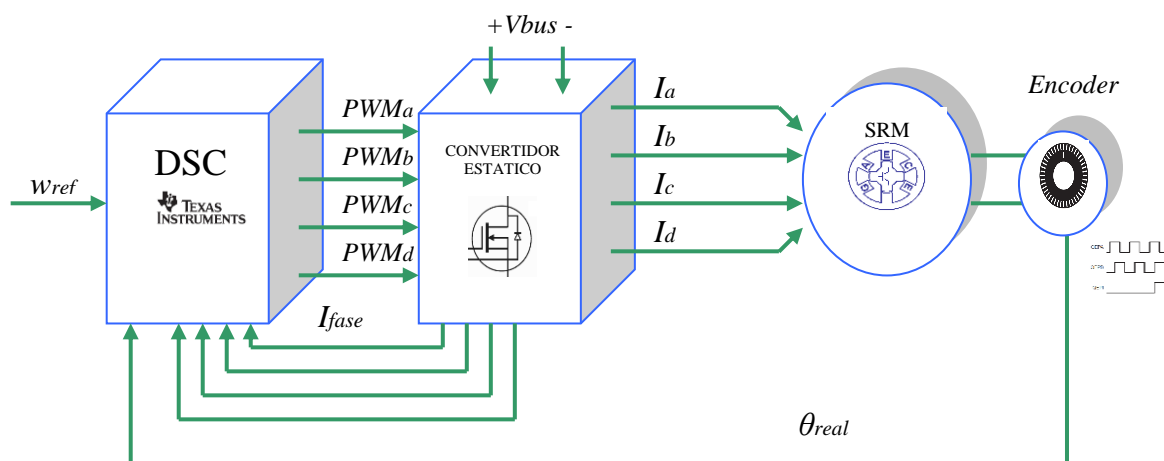 +Vbus -
PWMa
PWMb
PWMc
PWMd
DSC
TEXAS
INSTRUMENTS
wref
CONVERTIDOR
ESTATICO
Ia
Ib
Ic
Id
SRM
Encoder
Ifase
θreal